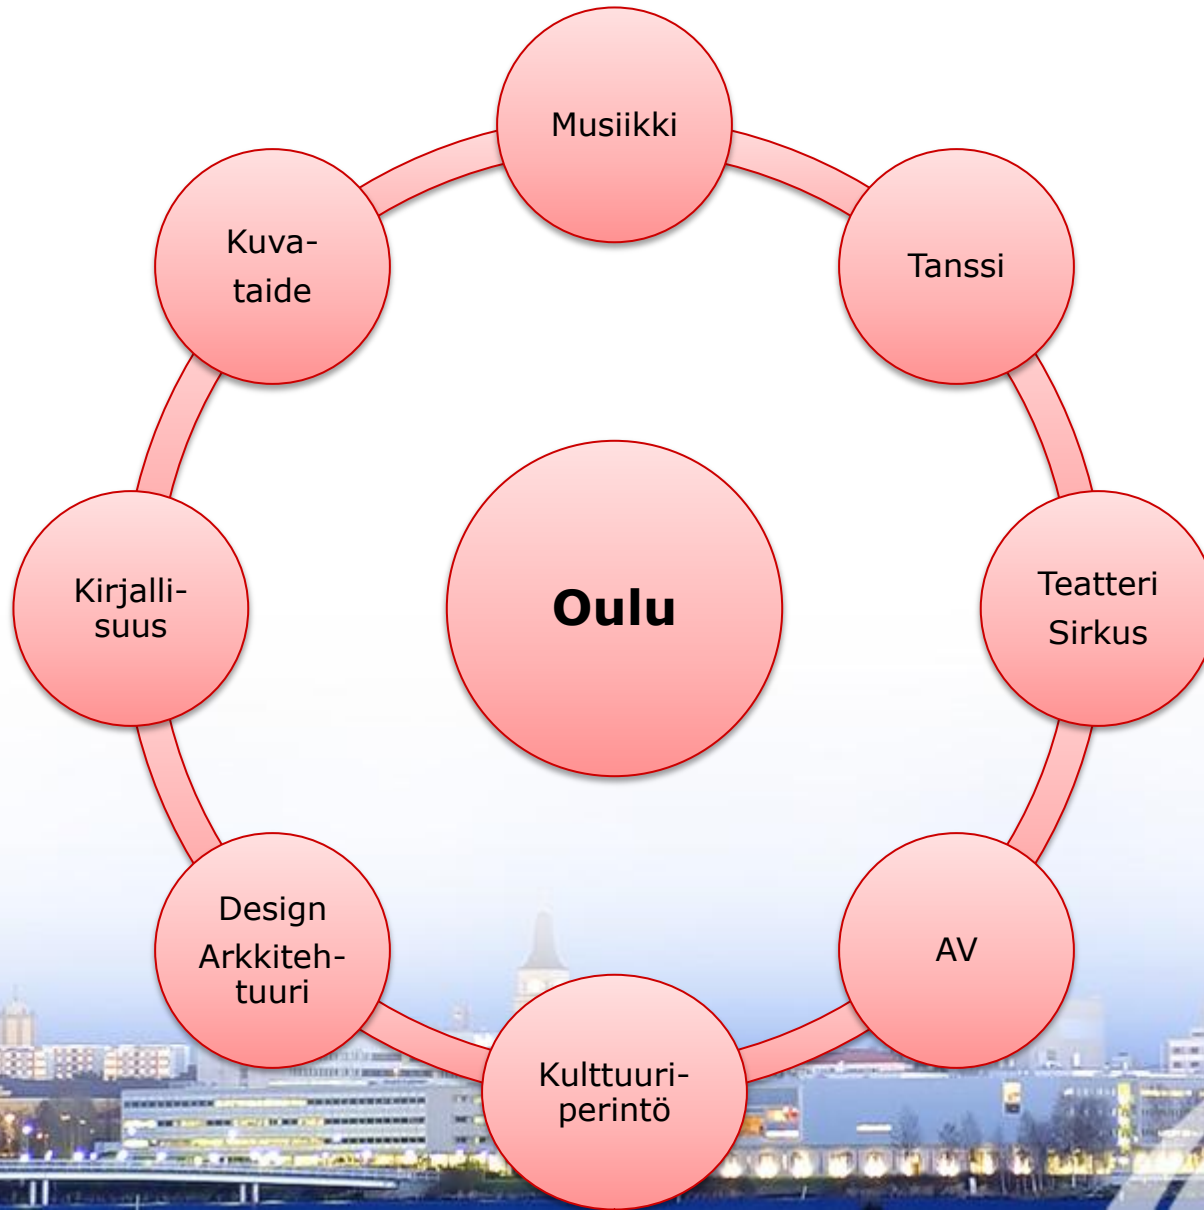 Musiikki
Tanssi
Teatteri
Sirkus
AV
Kulttuuri-
perintö
Design
Arkkiteh-
tuuri
Kirjalli-
suus
Kuva-
taide
Oulu